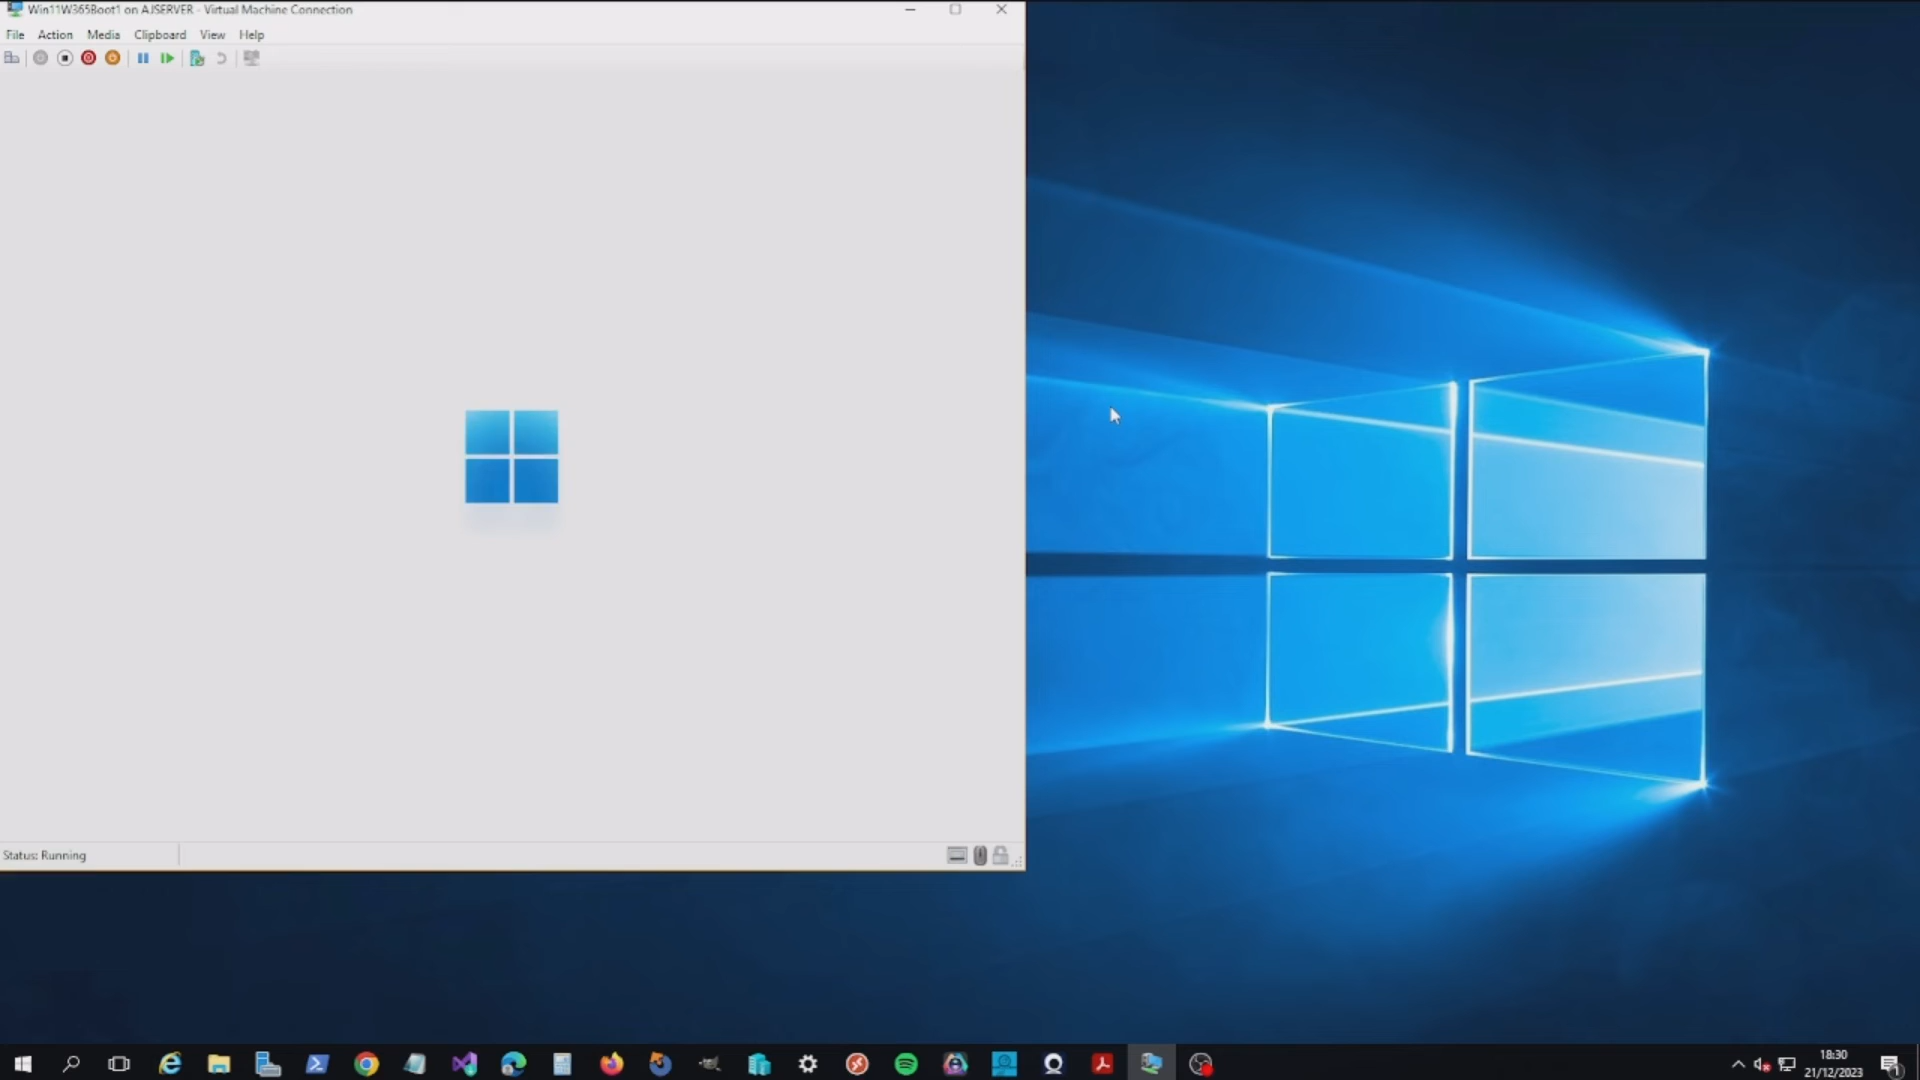 Win11W365Boot1 on AJSERVER - Virtual Machine Connection
File Action Media Clipboard View Help
Status: Running
18:30
21/12/2023
1